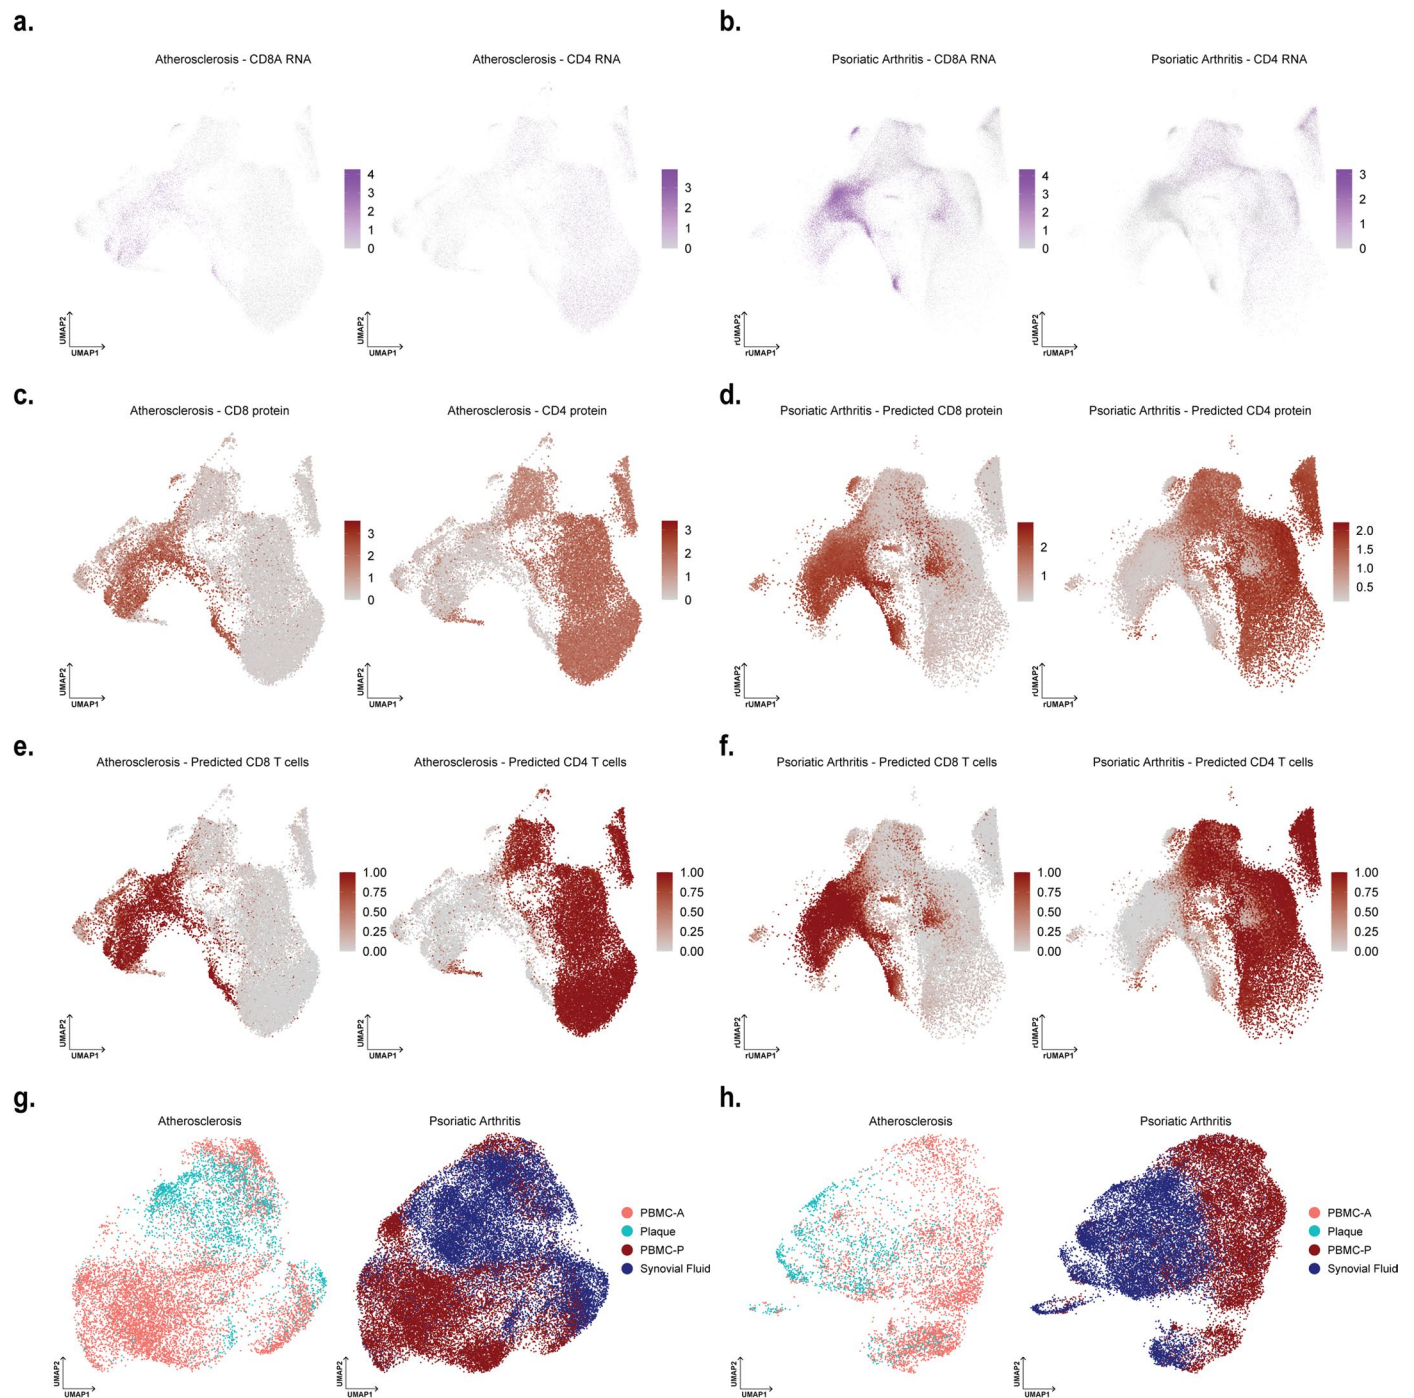 a.
Atherosclerosis - CD8A RNA
4
3
2
1
0
UMAP2
UMAP1
Atherosclerosis - CD4 RNA
3
2
1
0
UMAP2
UMAP1
b.
Psoriatic Arthritis - CD8A RNA
4
3
2
1
0
rUMAP2
rUMAP1
Psoriatic Arthritis - CD4 RNA
3
2
1
0
rUMAP2
rUMAP1
c.
Atherosclerosis - CD8 protein
3
2
1
0
UMAP2
UMAP1
Atherosclerosis - CD4 protein
3
2
1
0
UMAP2
UMAP1
d.
Psoriatic Arthritis - Predicted CD8 protein
2
1
rUMAP2
rUMAP1
Psoriatic Arthritis - Predicted CD4 protein
2.0
1.5
1.0
0.5
rUMAP2
rUMAP1
e.
Atherosclerosis - Predicted CD8 T cells
1.00
0.75
0.50
0.25
0.00
UMAP2
UMAP1
Atherosclerosis - Predicted CD4 T cells
1.00
0.75
0.50
0.25
0.00
UMAP2
UMAP1
f.
Psoriatic Arthritis - Predicted CD8 T cells
1.00
0.75
0.50
0.25
0.00
rUMAP2
rUMAP1
Psoriatic Arthritis - Predicted CD4 T cells
1.00
0.75
0.50
0.25
0.00
rUMAP2
rUMAP1
g.
Atherosclerosis
UMAP2
UMAP1
Psoriatic Arthritis
UMAP2
UMAP1
PBMC-A
Plaque
PBMC-P
Synovial Fluid
h.
Atherosclerosis
UMAP2
UMAP1
Psoriatic Arthritis
UMAP2
UMAP1
PBMC-A
Plaque
PBMC-P
Synovial Fluid